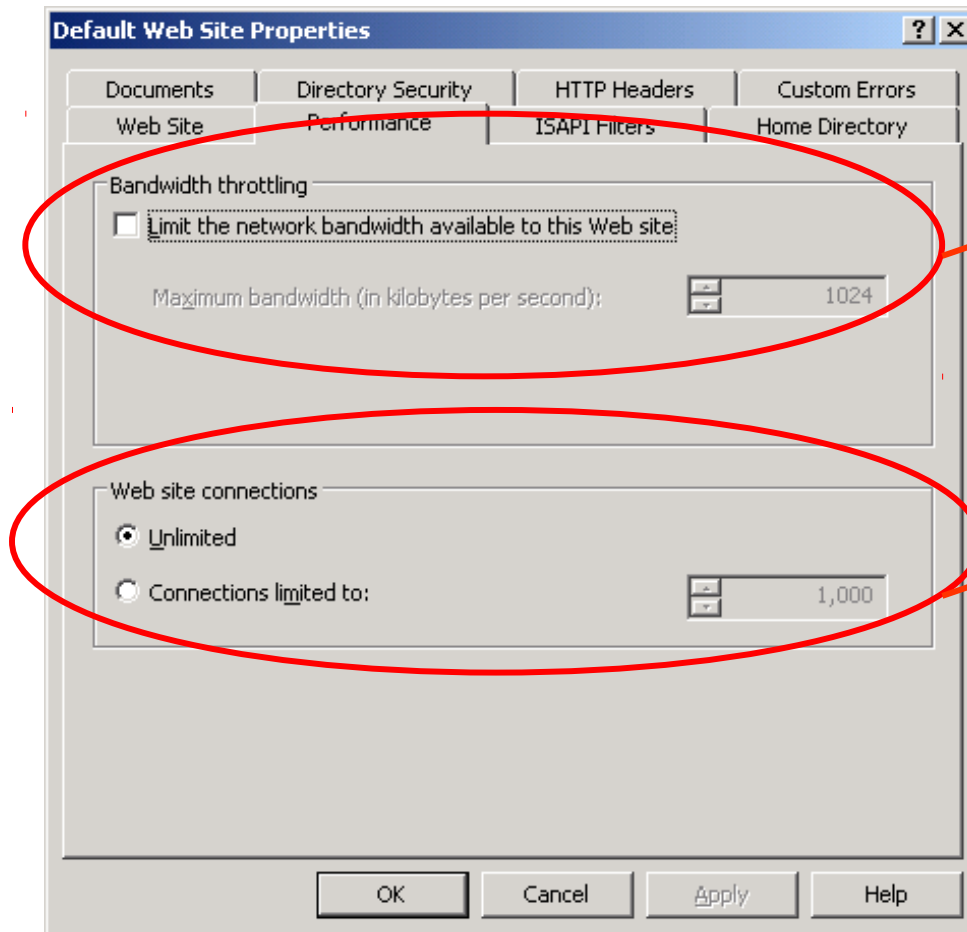 Default Web Site Properties
Documents Directory Security HTTP Headers Custom Errors
Web Site Performance ISAPI Filters Home Directory
Bandwidth throttling
Limit the network bandwidth available to this Web site
Maximum bandwidth (in kilobytes per second): 1024
Web site connections
Unlimited
Connections limited to: 1,000
OK Cancel Apply Help